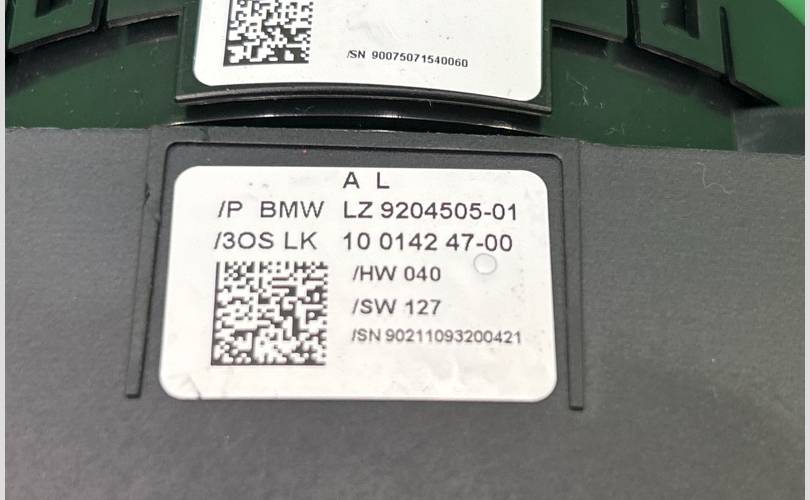 /SN 90075071540060
A L
/P BMW LZ 9204505-01
/3OS LK 10 0142 47-00
/HW 040
/SW 127
/SN 90211093200421